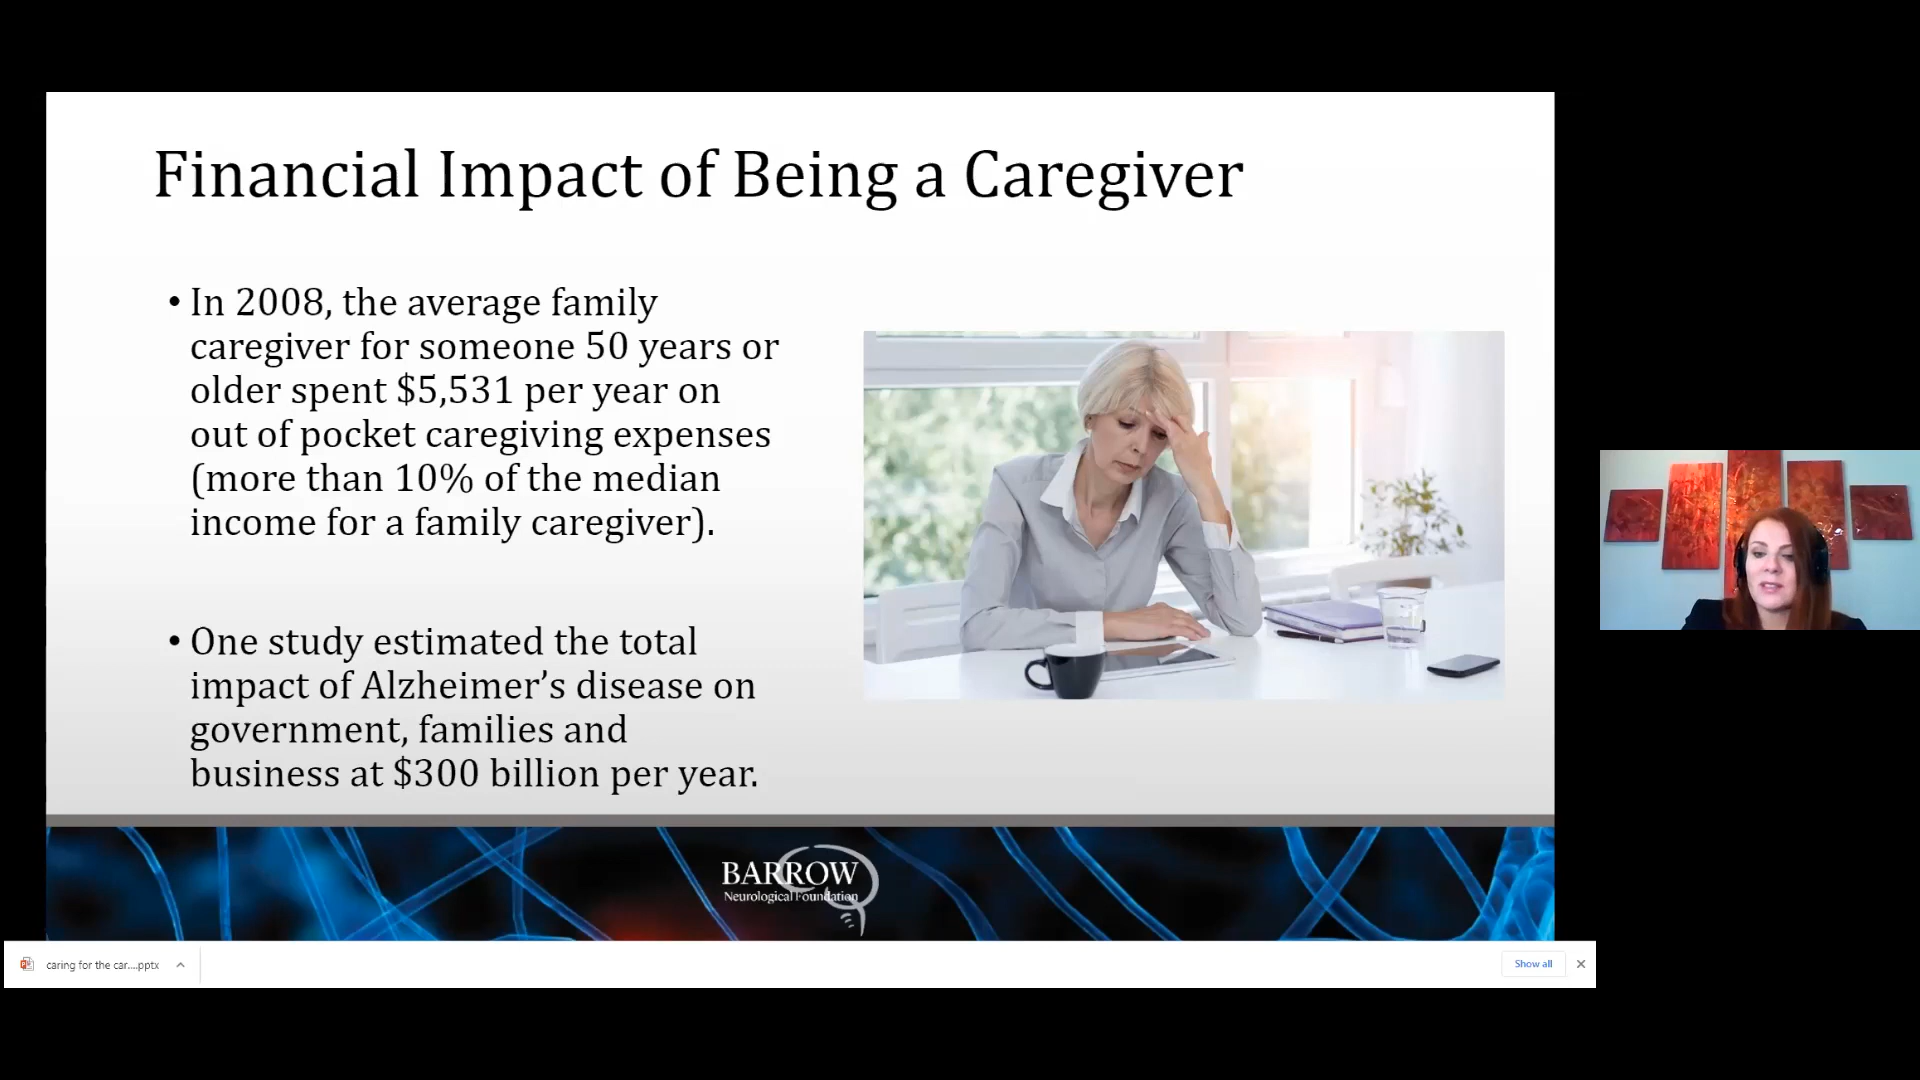 Financial Impact of Being a Caregiver
• In 2008, the average family
caregiver for someone 50 years or
older spent $5,531 per year on
out of pocket caregiving expenses
(more than 10% of the median
income for a family caregiver).
• One study estimated the total
impact of Alzheimer’s disease on
government, families and
business at $300 billion per year.
BARROW
Neurological Foundation
caring for the car....pptx
Show all